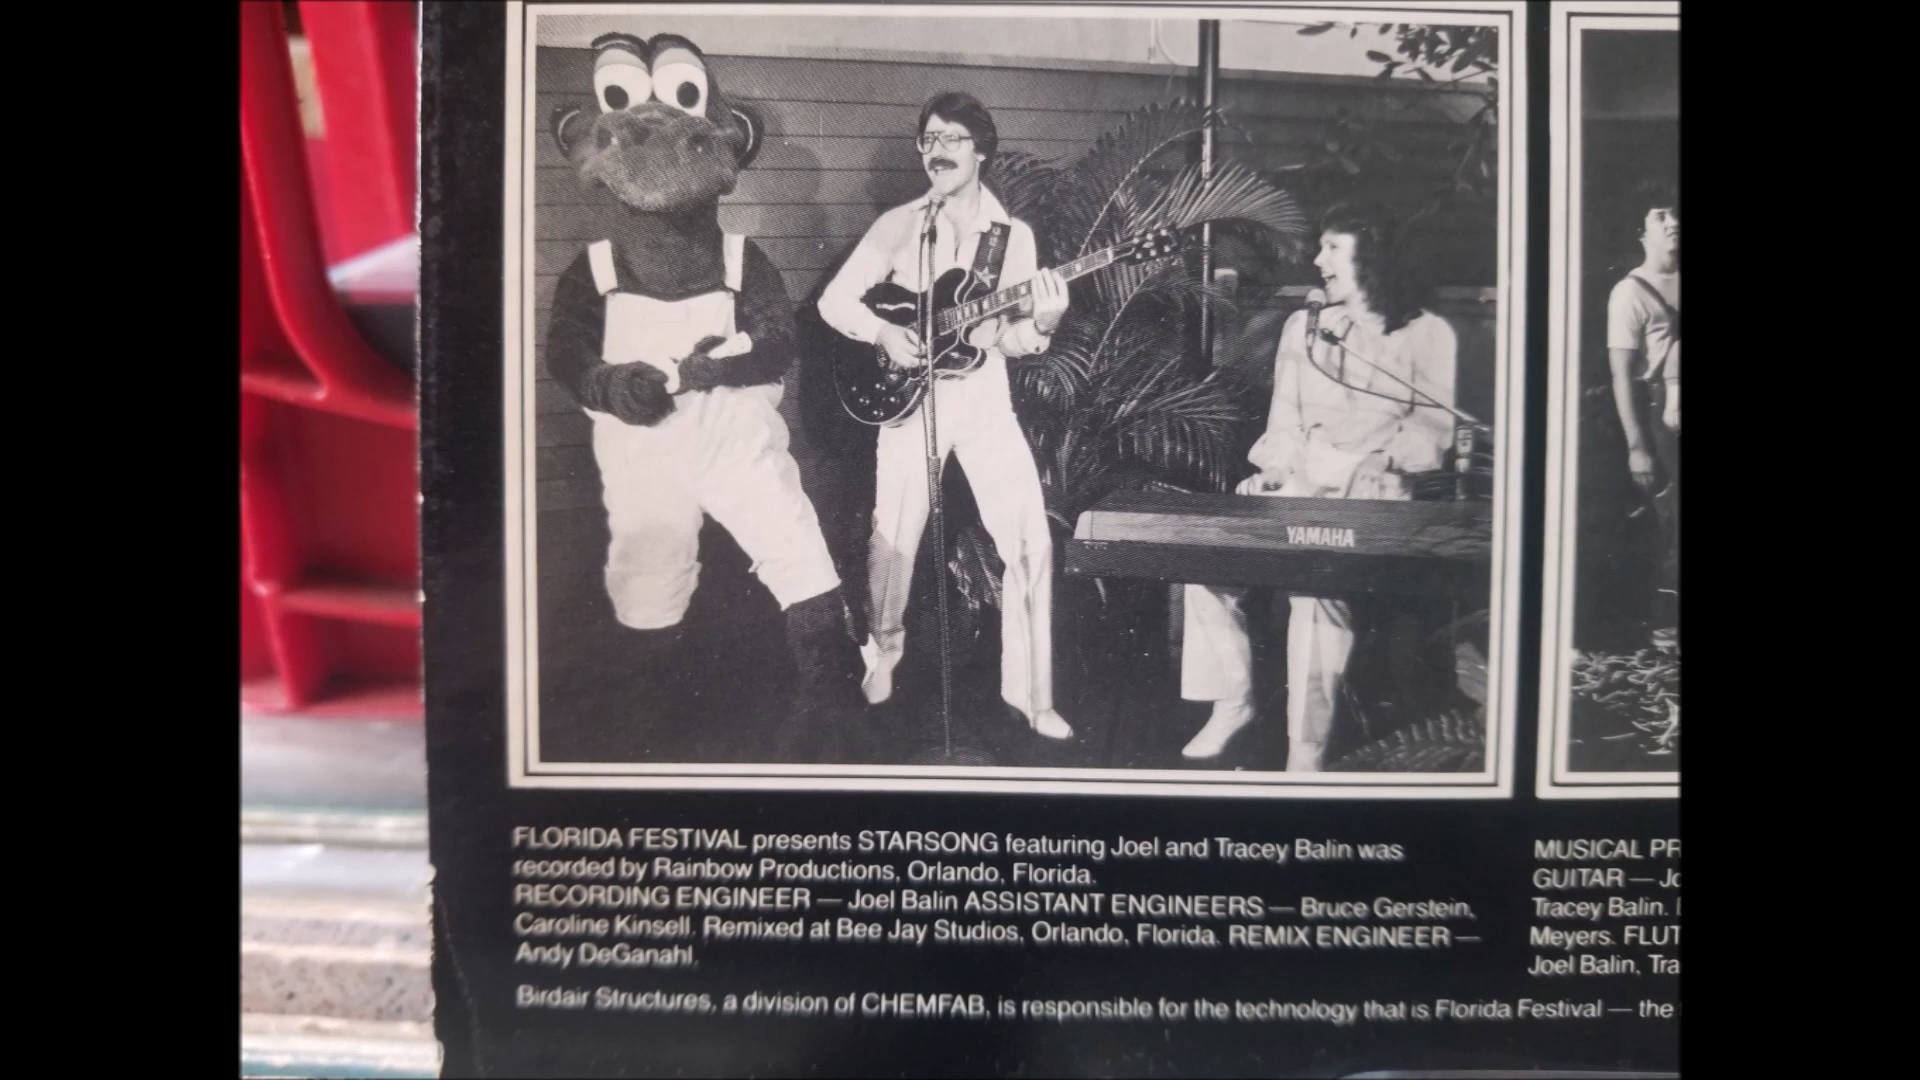 YAMAHA
FLORIDA FESTIVAL presents STARSONG featuring Joel and Tracey Balin was
recorded by Rainbow Productions, Orlando, Florida.
RECORDING ENGINEER — Joel Balin ASSISTANT ENGINEERS — Bruce Gerstein,
Caroline Kinsell. Remixed at Bee Jay Studios, Orlando, Florida. REMIX ENGINEER —
Andy DeGanahl.
Birdair Structures, a division of CHEMFAB, is responsible for the technology that is Florida Festival — the
MUSICAL PR
GUITAR — Jo
Tracey Balin.
Meyers. FLUT
Joel Balin, Tra